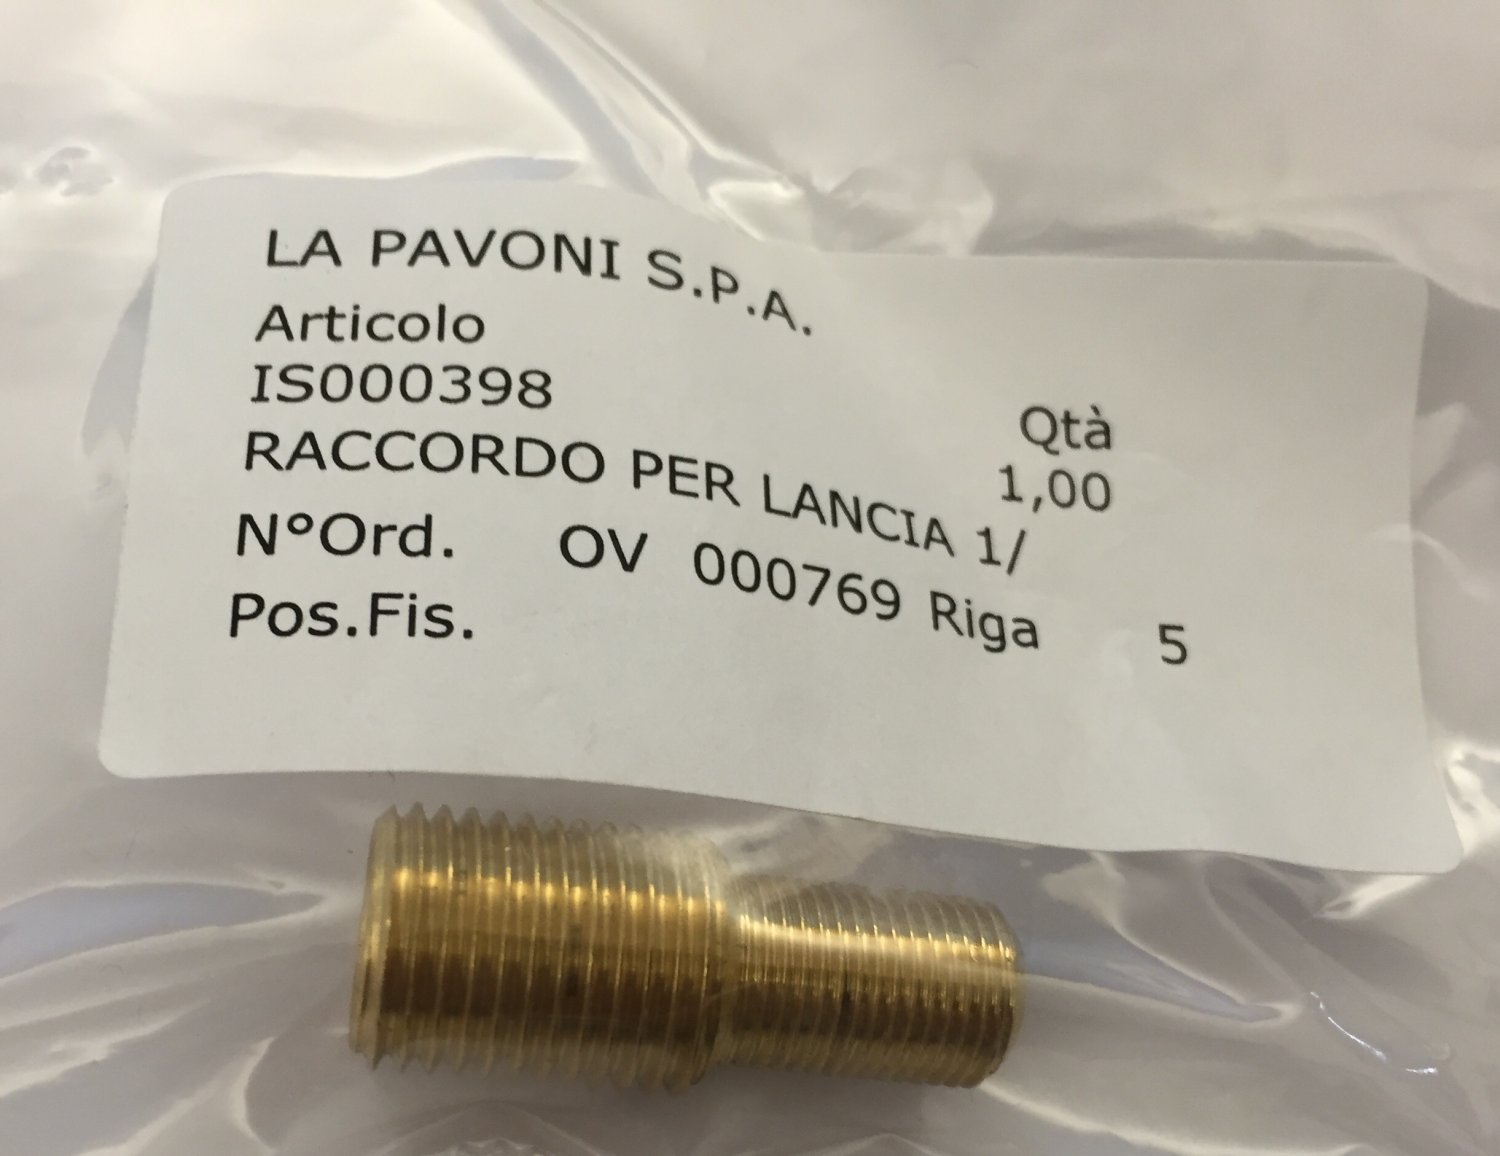 LA PAVONI S.P.A.
Articolo
IS000398 Qtà
RACCORDO PER LANCIA 1/ 1,00
N°Ord. OV 000769 Riga 5
Pos.Fis.